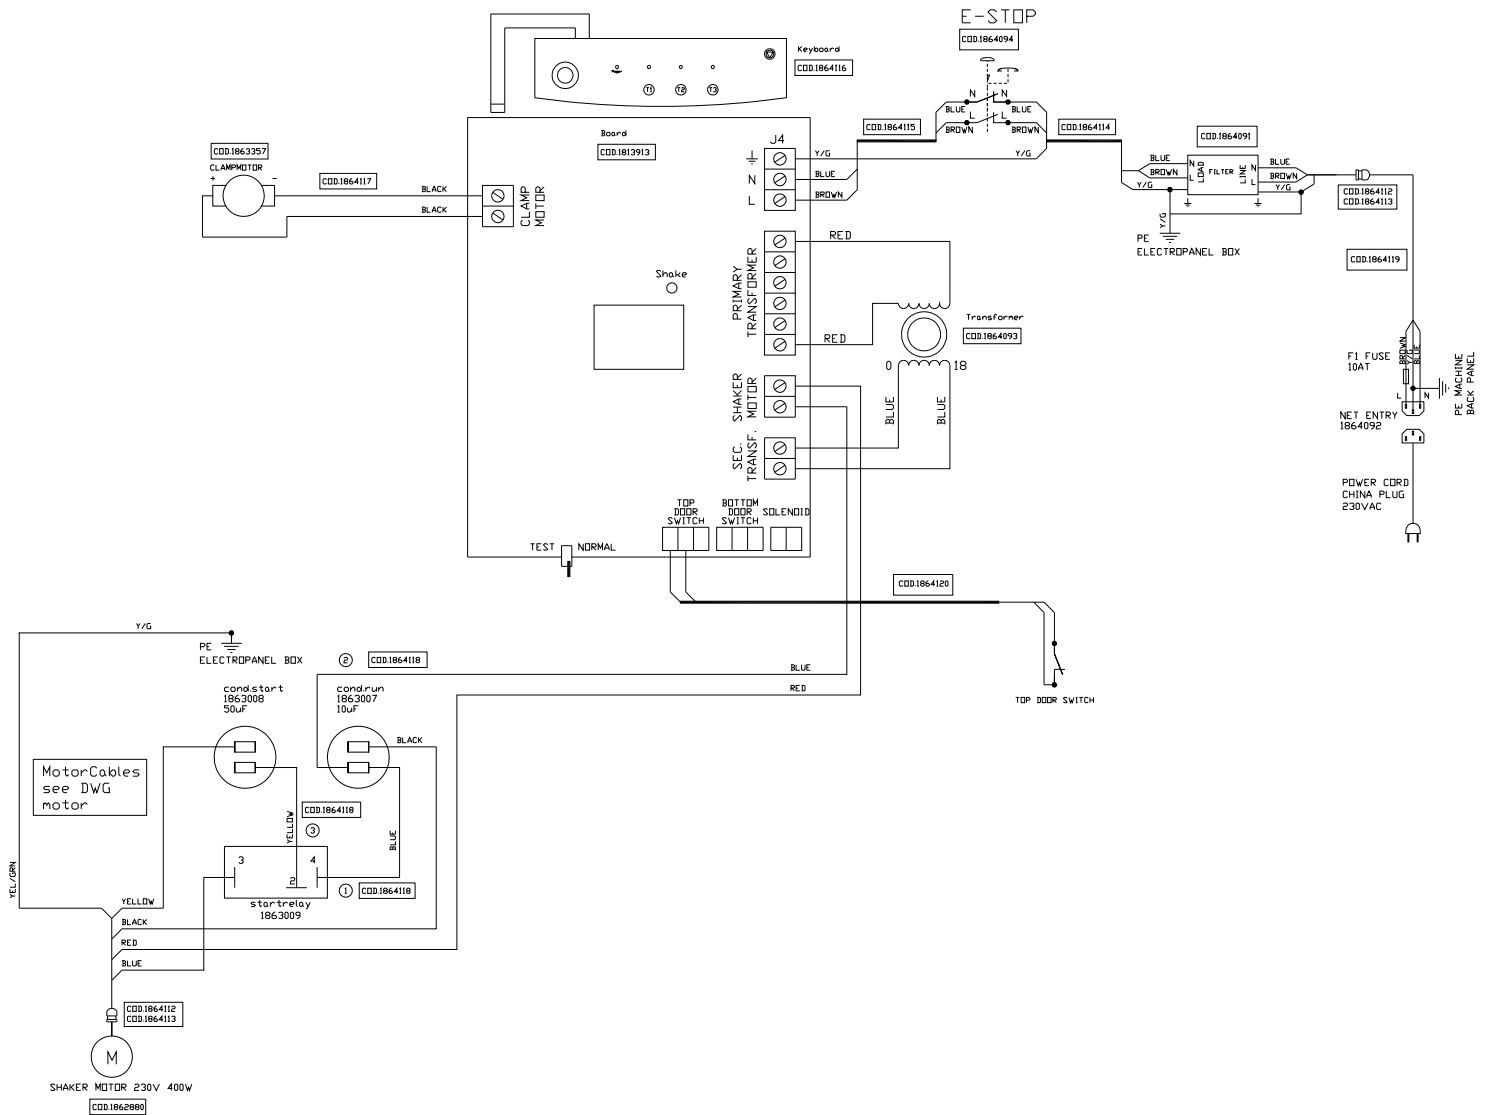 E-STOP
COD.1864094
Keyboard
COD.1864116
Power
T1
T2
T3
N
N
BLUE
BLUE
L
L
BROWN
BROWN
COD.1864115
COD.1864114
COD.1864091
Board
COD.1813913
J4
Y/G
Y/G
N
BLUE
L
BROWN
COD.1863357
CLAMPMOTOR
+
-
COD.1864117
BLACK
BLACK
CLAMP
MOTOR
BLUE
BROWN
Y/G
N
L
LOAD
FILTER
LINE
N
L
BLUE
BROWN
Y/G
COD.1864112
COD.1864113
Y/G
PE
ELECTROPANEL BOX
COD.1864119
RED
PRIMARY
TRANSFORMER
RED
Shake
Transformer
COD.1864093
0
18
BLUE
BLUE
SHAKER
MOTOR
SEC.
TRANSF.
F1 FUSE
10AT
BROWN
Y/G
BLUE
L
N
PE MACHINE
BACK PANEL
NET ENTRY
1864092
POWER CORD
CHINA PLUG
230VAC
TOP
DOOR
SWITCH
BOTTOM
DOOR
SWITCH
SOLENOID
TEST
NORMAL
COD.1864120
TOP DOOR SWITCH
Y/G
PE
ELECTROPANEL BOX
2
COD.1864118
BLUE
RED
cond.start
1863008
50uF
cond.run
1863007
10uF
BLACK
MotorCables
see DWG
motor
COD.1864118
3
YELLOW
BLUE
3
2
4
1
COD.1864118
startrelay
1863009
YEL/GRN
YELLOW
BLACK
RED
BLUE
COD.1864112
COD.1864113
M
SHAKER MOTOR 230V 400W
COD.1862880